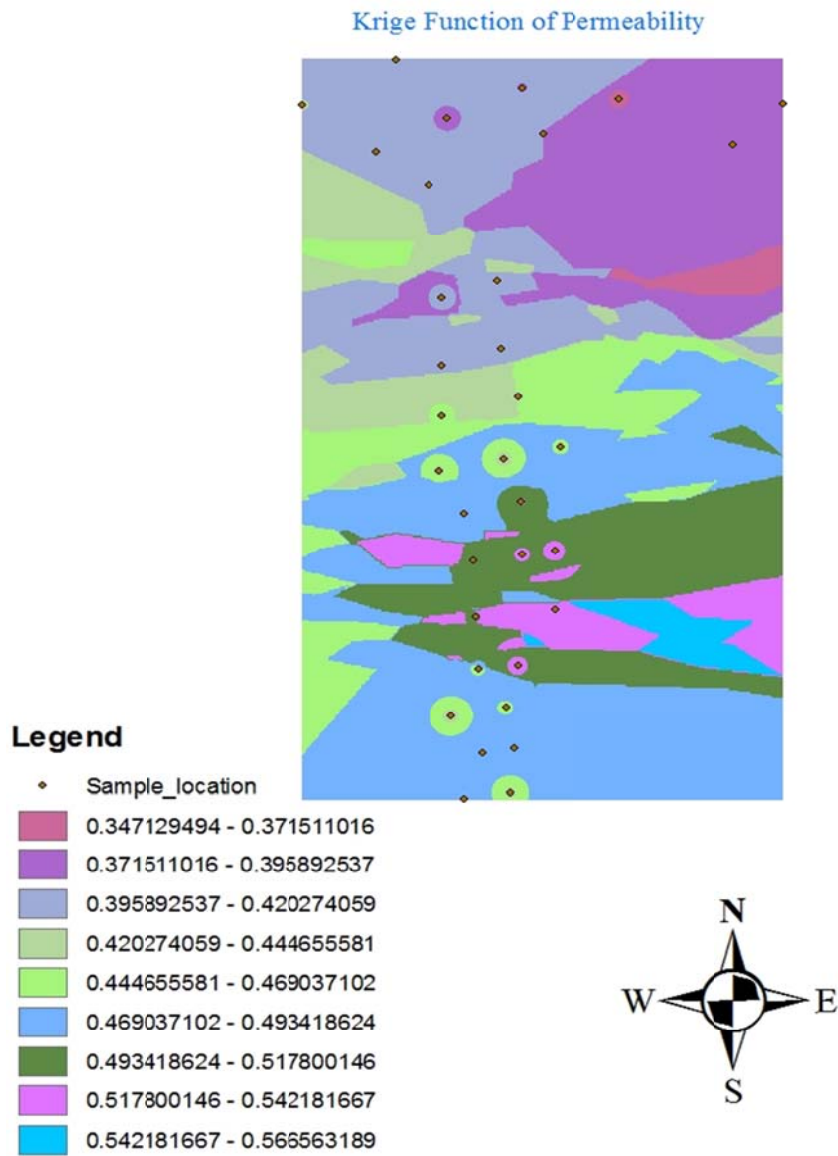 Krige Function of Permeability
Legend
Sample_location
0.347129494 - 0.371511016
0.371511016 - 0.395892537
0.395892537 - 0.420274059
0.420274059 - 0.444655581
0.444655581 - 0.469037102
0.469037102 - 0.493418624
0.493418624 - 0.517800146
0.517800146 - 0.542181667
0.542181667 - 0.566563189
N
W E
S